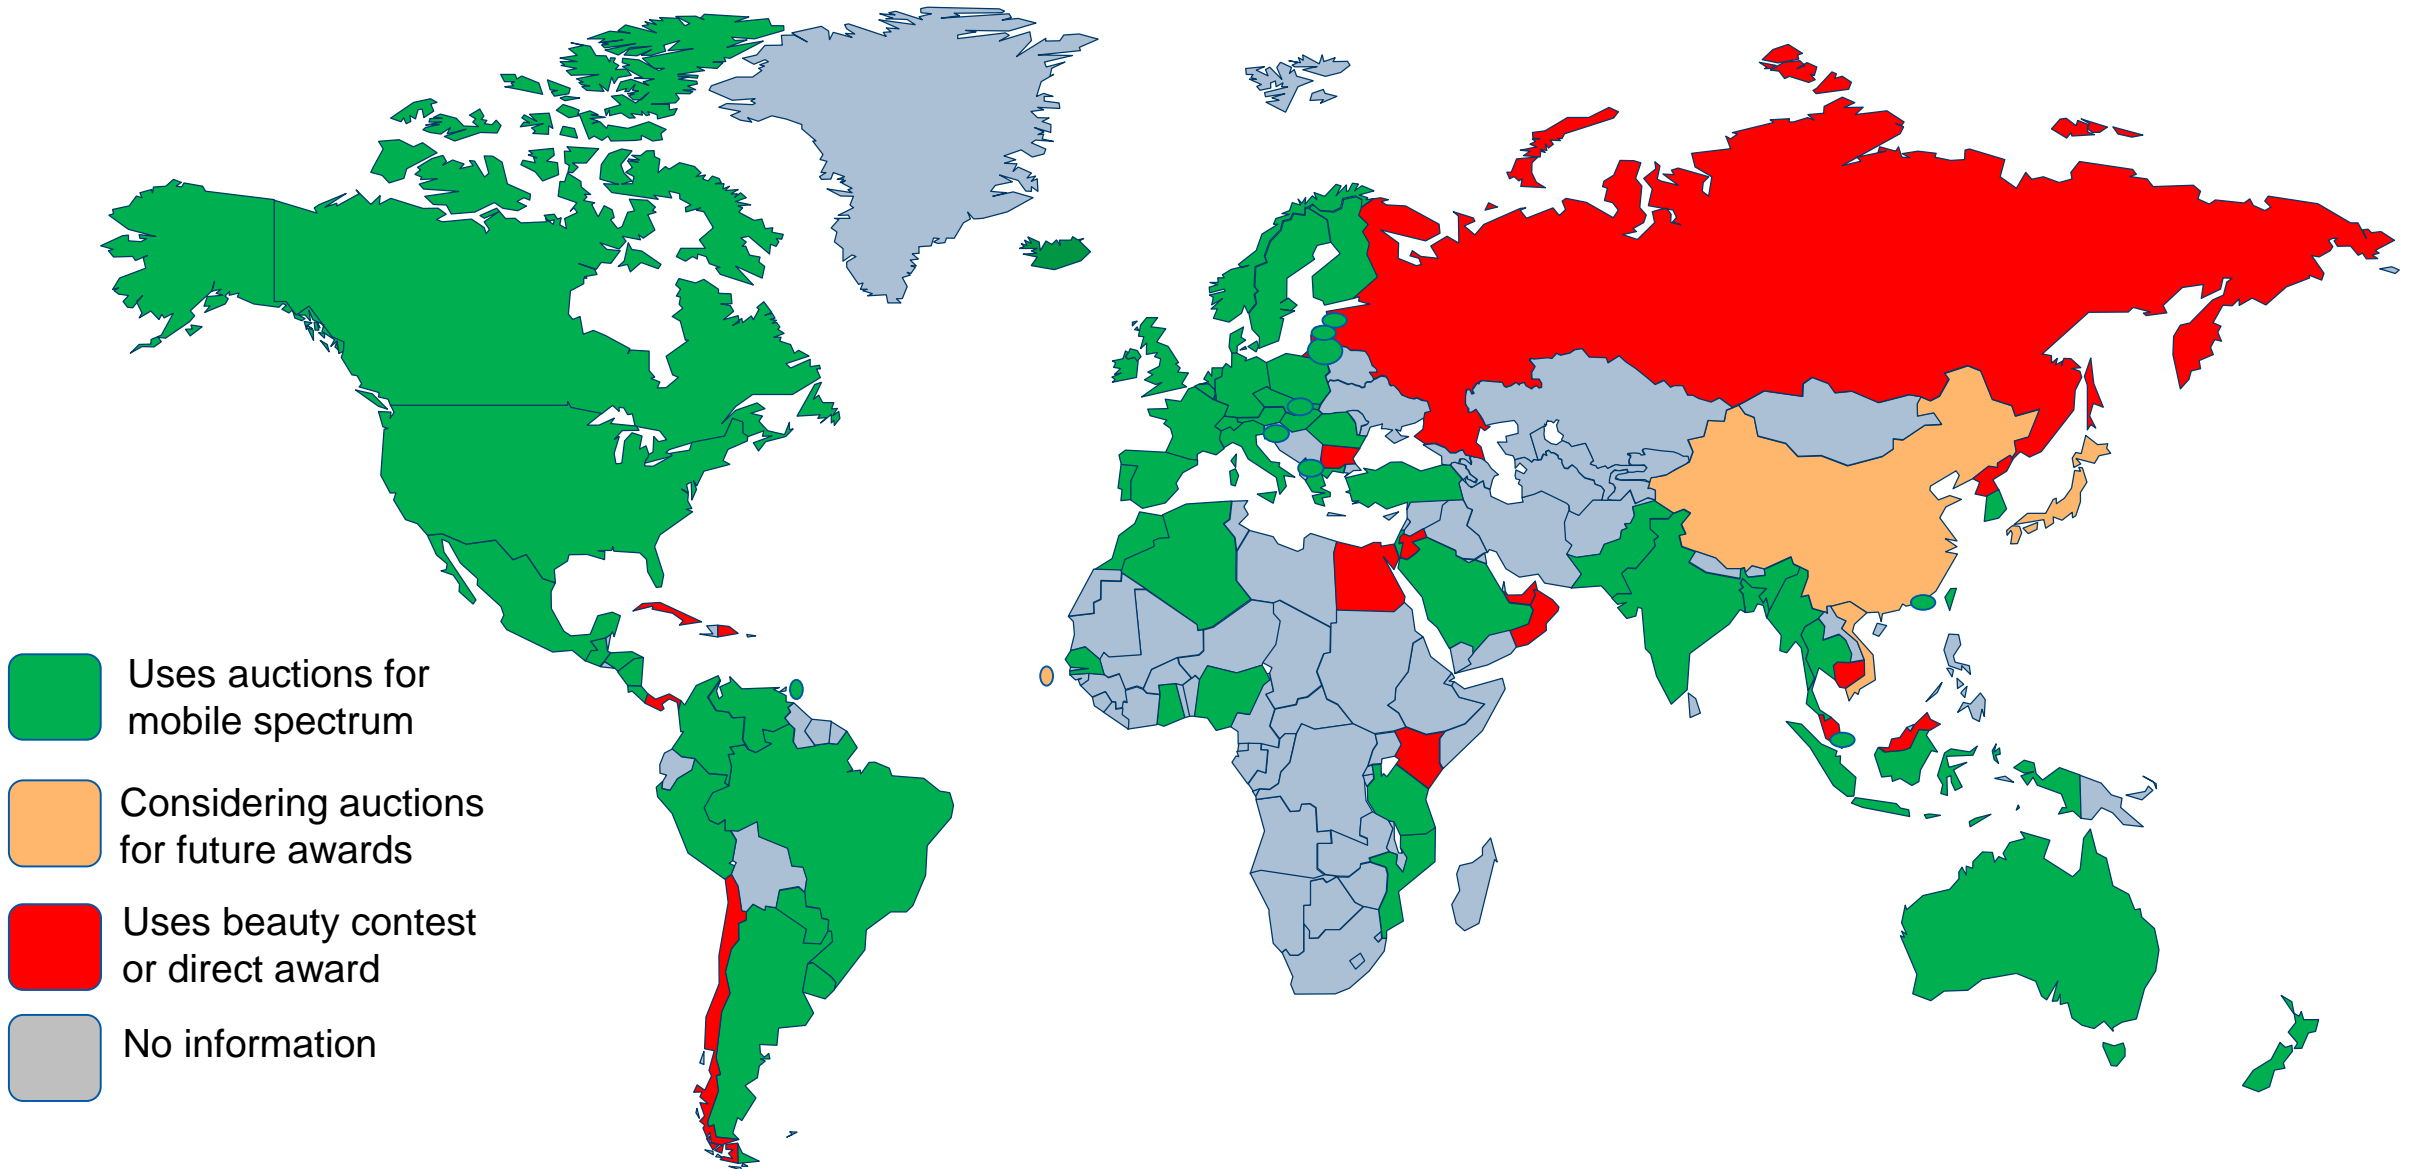 Uses auctions for
mobile spectrum
Considering auctions
for future awards
Uses beauty contest
or direct award
No information